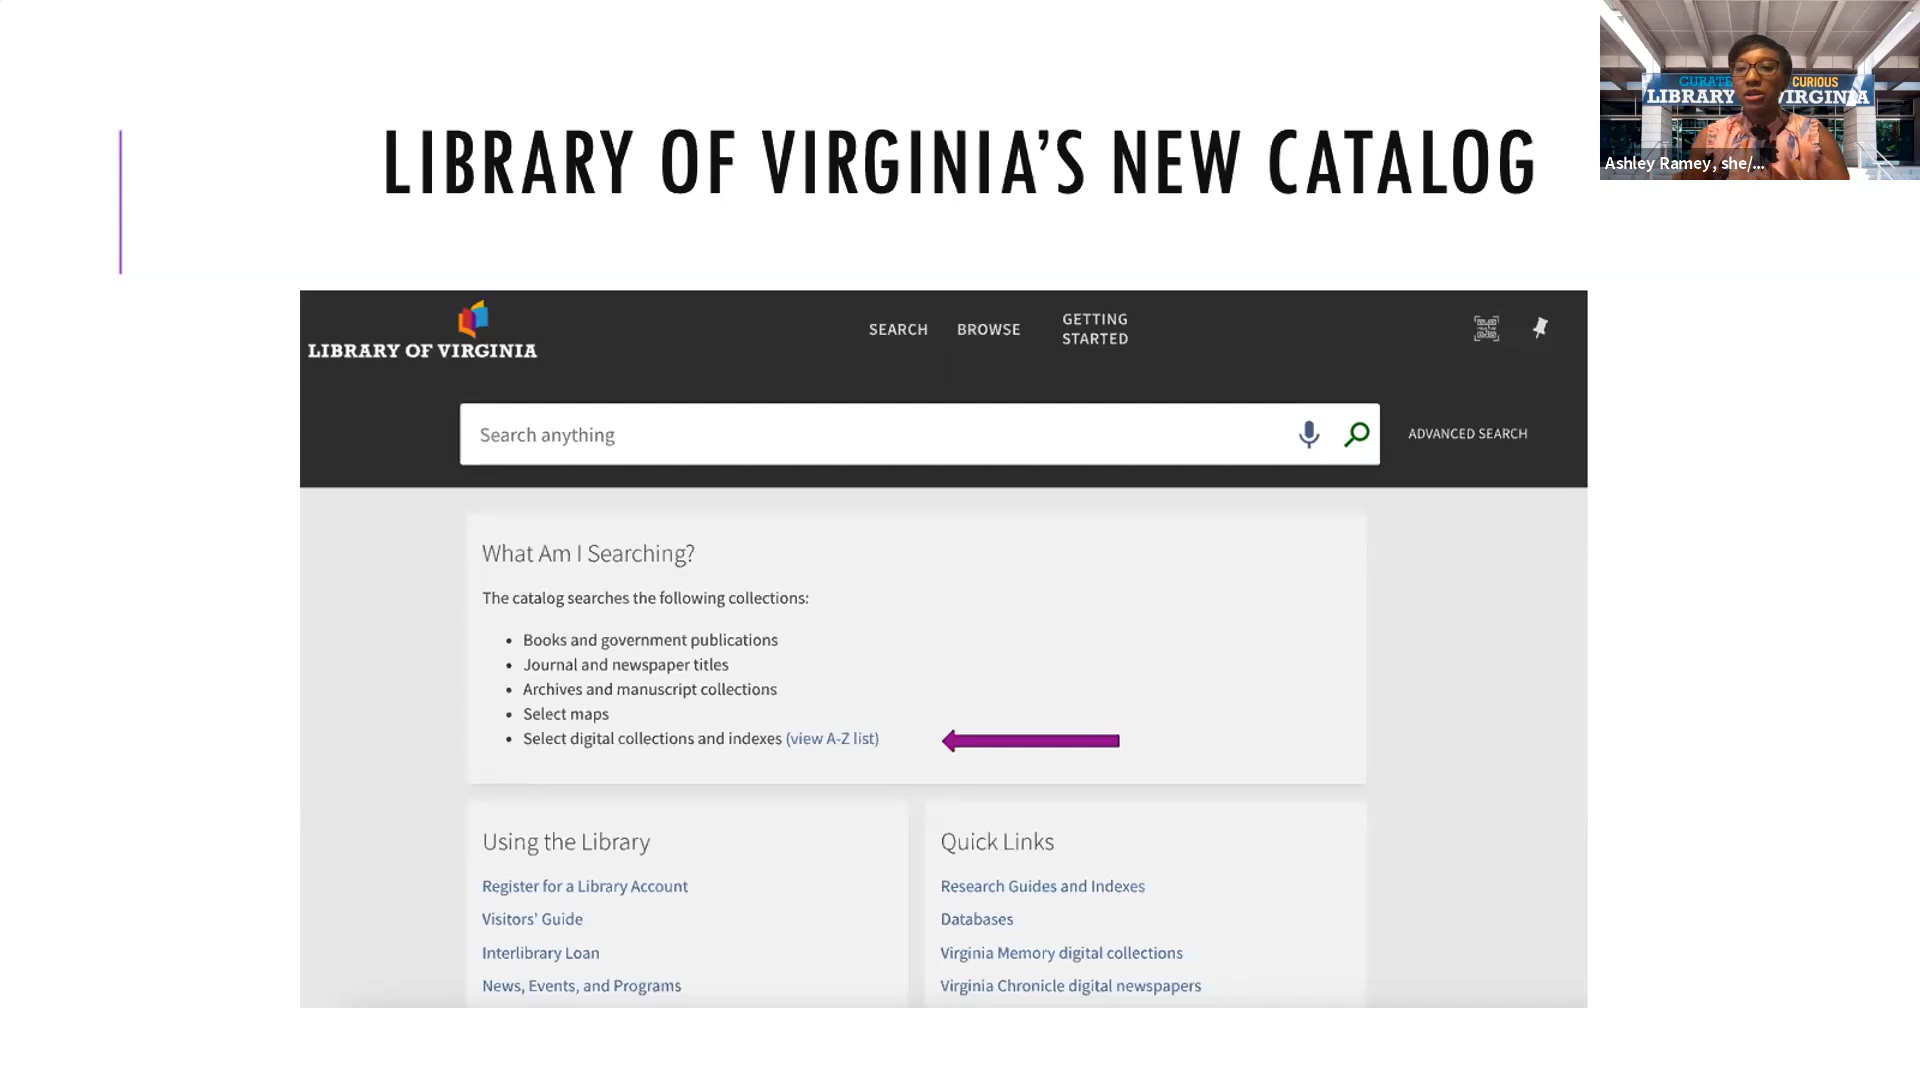 LIBRARY OF VIRGINIA’S NEW CATALOG
CURATE CURIOUS
LIBRARY VIRGINIA
Ashley Ramey, she/...
LIBRARY OF VIRGINIA
SEARCH
BROWSE
GETTING
STARTED
Search anything
ADVANCED SEARCH
What Am I Searching?
The catalog searches the following collections:
• Books and government publications
• Journal and newspaper titles
• Archives and manuscript collections
• Select maps
• Select digital collections and indexes (view A-Z list)
Using the Library
Register for a Library Account
Visitors’ Guide
Interlibrary Loan
News, Events, and Programs
Quick Links
Research Guides and Indexes
Databases
Virginia Memory digital collections
Virginia Chronicle digital newspapers